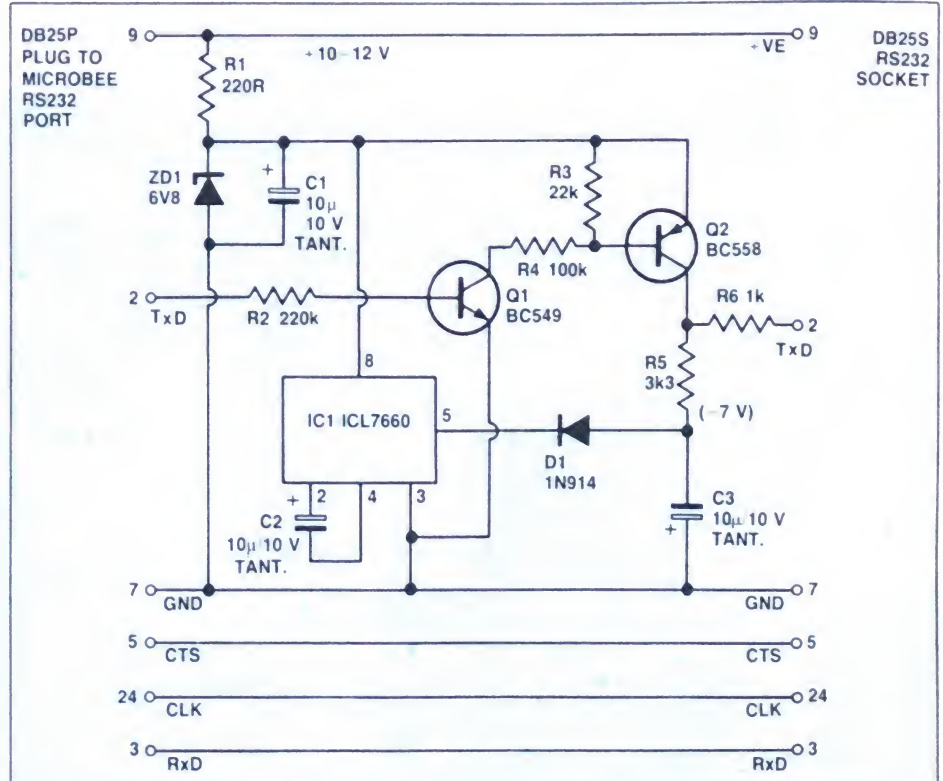 DB25P
PLUG TO
MICROBEE
RS232
PORT
9
+10–12 V
+VE
9
DB25S
RS232
SOCKET
R1
220R
ZD1
6V8
+
C1
10μ
10 V
TANT.
R3
22k
Q2
BC558
R4 100k
2
TxD
R2 220k
Q1
BC549
R6 1k
2
TxD
8
R5
3k3
IC1 ICL7660
5
(−7 V)
D1
1N914
+
2
4
3
C2
10μ/10 V
TANT.
C3
10μ/10 V
+
TANT.
7
GND
GND
7
5
CTS
CTS
5
24
CLK
CLK
24
3
RxD
RxD
3